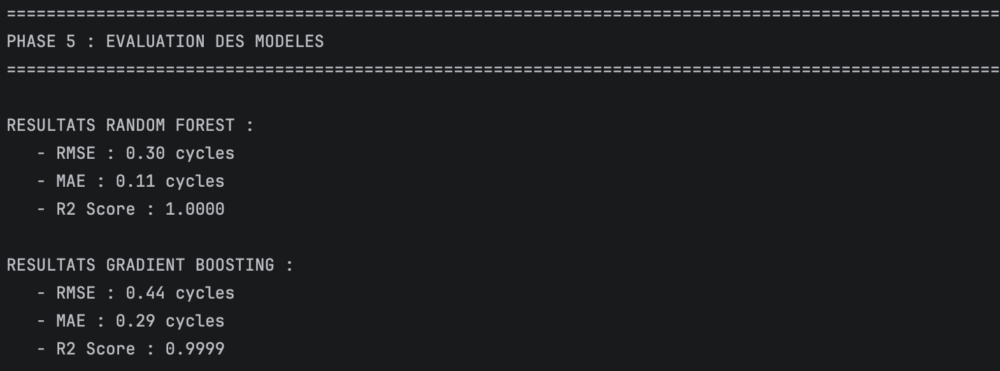 ====================================================================================================
PHASE 5 : EVALUATION DES MODELES
====================================================================================================
RESULTATS RANDOM FOREST :
- RMSE : 0.30 cycles
- MAE : 0.11 cycles
- R2 Score : 1.0000
RESULTATS GRADIENT BOOSTING :
- RMSE : 0.44 cycles
- MAE : 0.29 cycles
- R2 Score : 0.9999